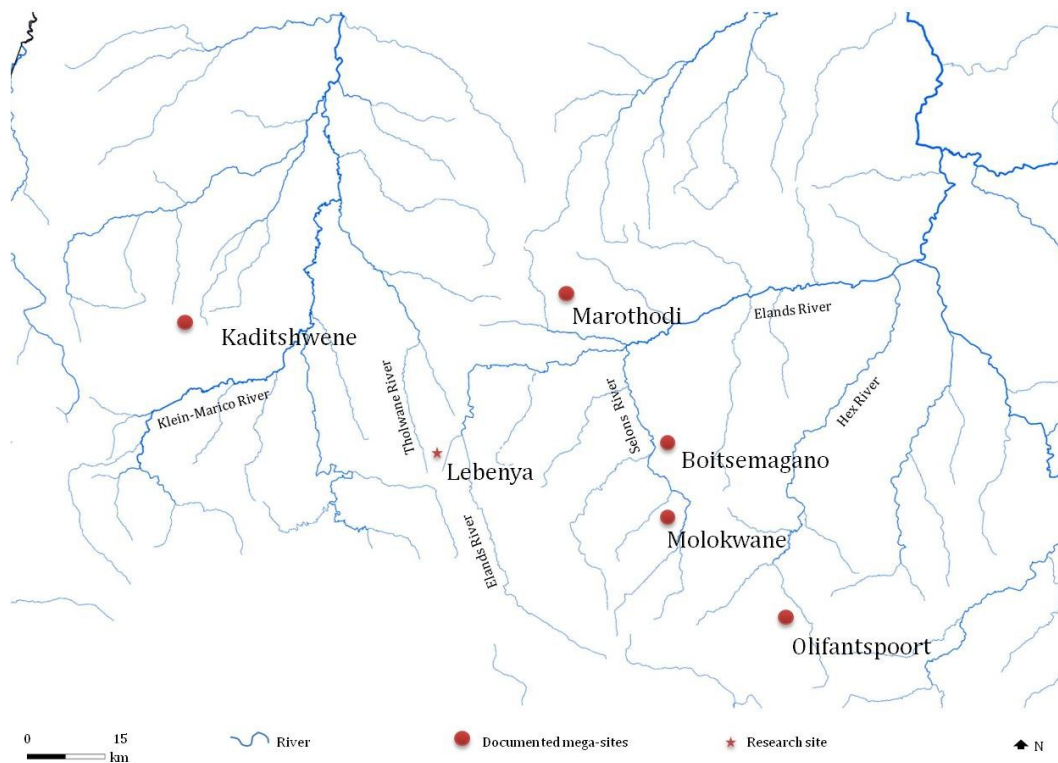 Marothodi
Elands River
Kaditshwene
Klein-Marico River
Tholwane River
Selons River
Hex River
Boitsemagano
Lebenya
Molokwane
Elands River
Olifantspoort
0 15
km
River
Documented mega-sites
Research site
N